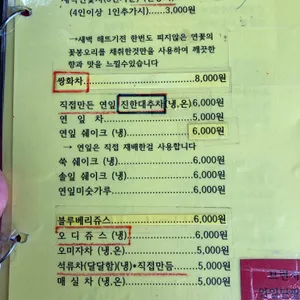 (4인이상 1인추가시).......3,000원
→새벽 해뜨기전 한번도 피지않은 연꽃의
꽃봉오리를 채취한것만을 사용하여 깨끗한
향과 맛을 느낄수있습니다
쌍화차 8,000원
직접만든 연잎 진한대추차(냉,온) 6,000원
연 잎 차 5,000원
연잎 쉐이크 (냉) 6,000원
→ 연잎은 직접 재배한걸 사용합니다
쑥 쉐이크 (냉) 6,000원
솔잎 쉐이크 (냉) 6,000원
연잎미숫가루 6,000원
블루베리쥬스 6,000원
오 디 쥬스 (냉) 6,000원
오미자차 (냉,온) 5,000원
석류차(달달함)(냉)*직접만듬 5,000원
매 실 차 (냉,온) 5,000원